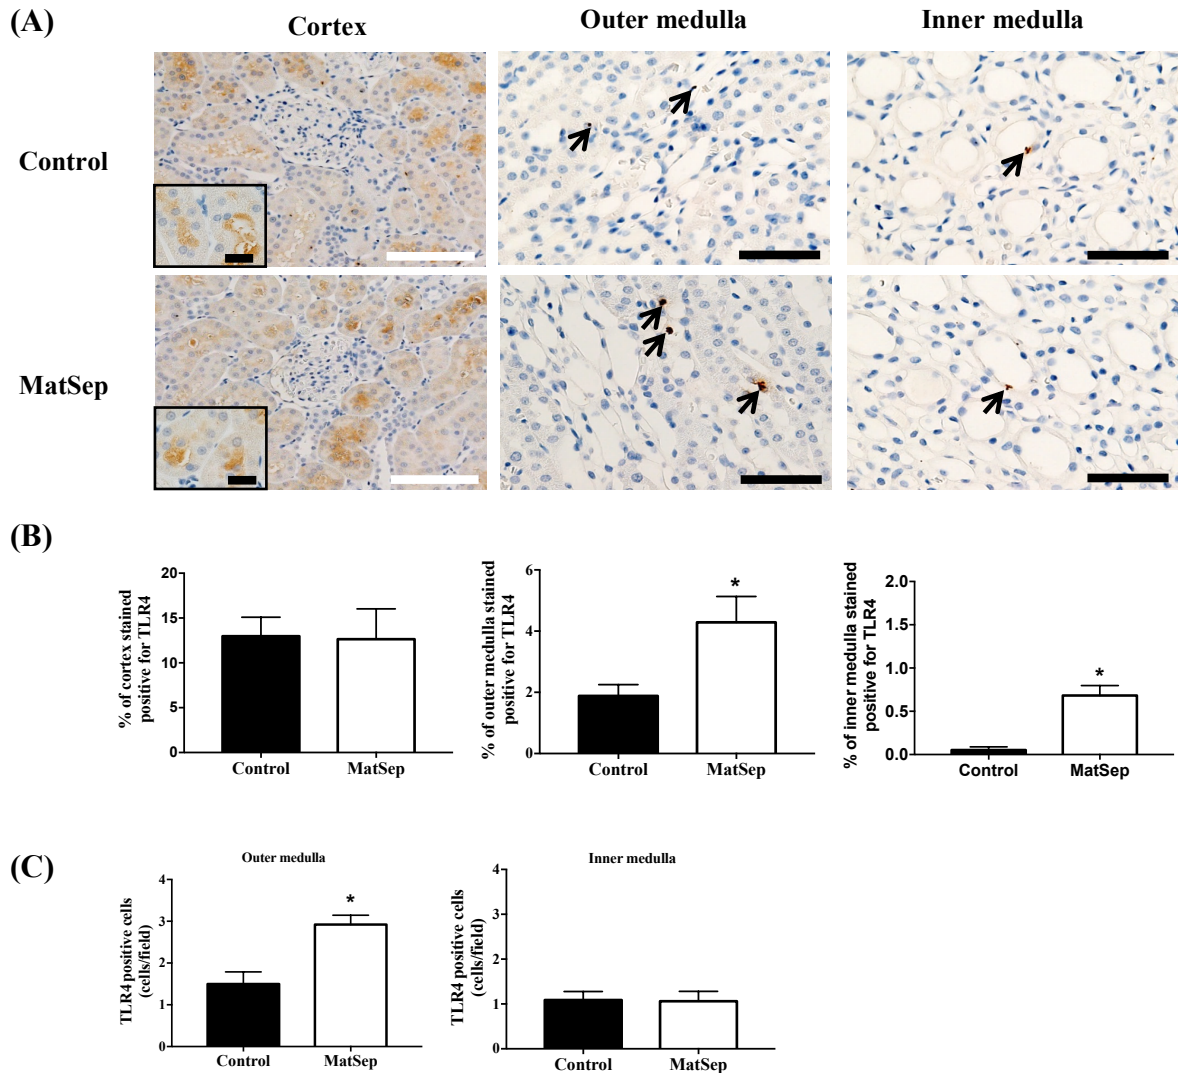 (A)
Cortex
Outer medulla
Inner medulla
Control
MatSep
(B)
% of cortex stained
positive for TLR4
20
15
10
5
0
Control
MatSep
% of outer medulla stained
positive for TLR4
6
4
2
0
*
Control
MatSep
% of inner medulla stained
positive for TLR4
2.0
1.5
1.0
0.5
0.0
*
Control
MatSep
(C)
Outer medulla
TLR4 positive cells
(cells/field)
4
3
2
1
0
*
Control
MatSep
Inner medulla
TLR4 positive cells
(cells/field)
4
3
2
1
0
Control
MatSep